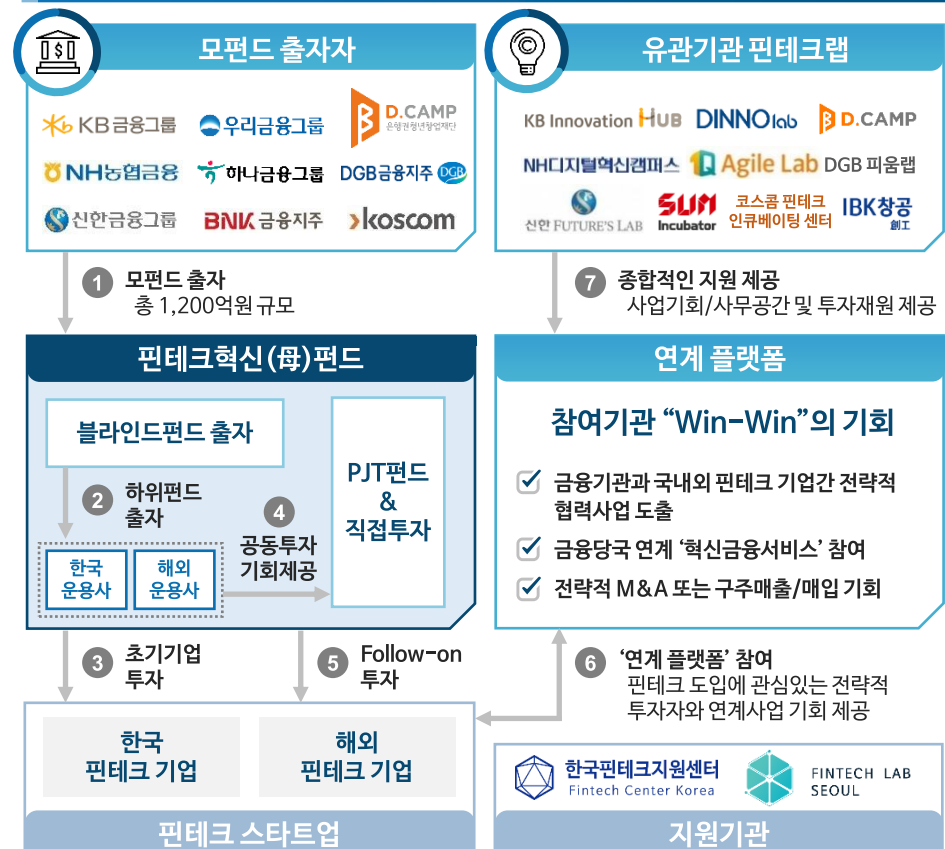 모펀드 출자자
KB 금융그룹
우리금융그룹
D.CAMP
은행권청년창업재단
NH농협금융
하나금융그룹
DGB금융지주 DGB
신한금융그룹
BNK 금융지주
koscom
1 모펀드 출자
총 1,200억원 규모
핀테크혁신(母)펀드
블라인드펀드 출자
2 하위펀드
출자
한국
운용사
해외
운용사
4
공동투자
기회제공
PJT펀드
&
직접투자
3 초기기업
투자
5 Follow-on
투자
한국
핀테크 기업
해외
핀테크 기업
핀테크 스타트업
유관기관 핀테크랩
KB Innovation HUB
DINNO lab
D.CAMP
NH디지털혁신캠퍼스
1Q Agile Lab
DGB 피움랩
신한 FUTURE'S LAB
SUM
Incubator
코스콤 핀테크
인큐베이팅 센터
IBK창공
創工
7 종합적인 지원 제공
사업기회/사무공간 및 투자재원 제공
연계 플랫폼
참여기관 “Win-Win”의 기회
금융기관과 국내외 핀테크 기업간 전략적
협력사업 도출
금융당국 연계 ‘혁신금융서비스’ 참여
전략적 M&A 또는 구주매출/매입 기회
6 ‘연계 플랫폼’ 참여
핀테크 도입에 관심있는 전략적
투자자와 연계사업 기회 제공
한국핀테크지원센터
Fintech Center Korea
FINTECH LAB
SEOUL
지원기관